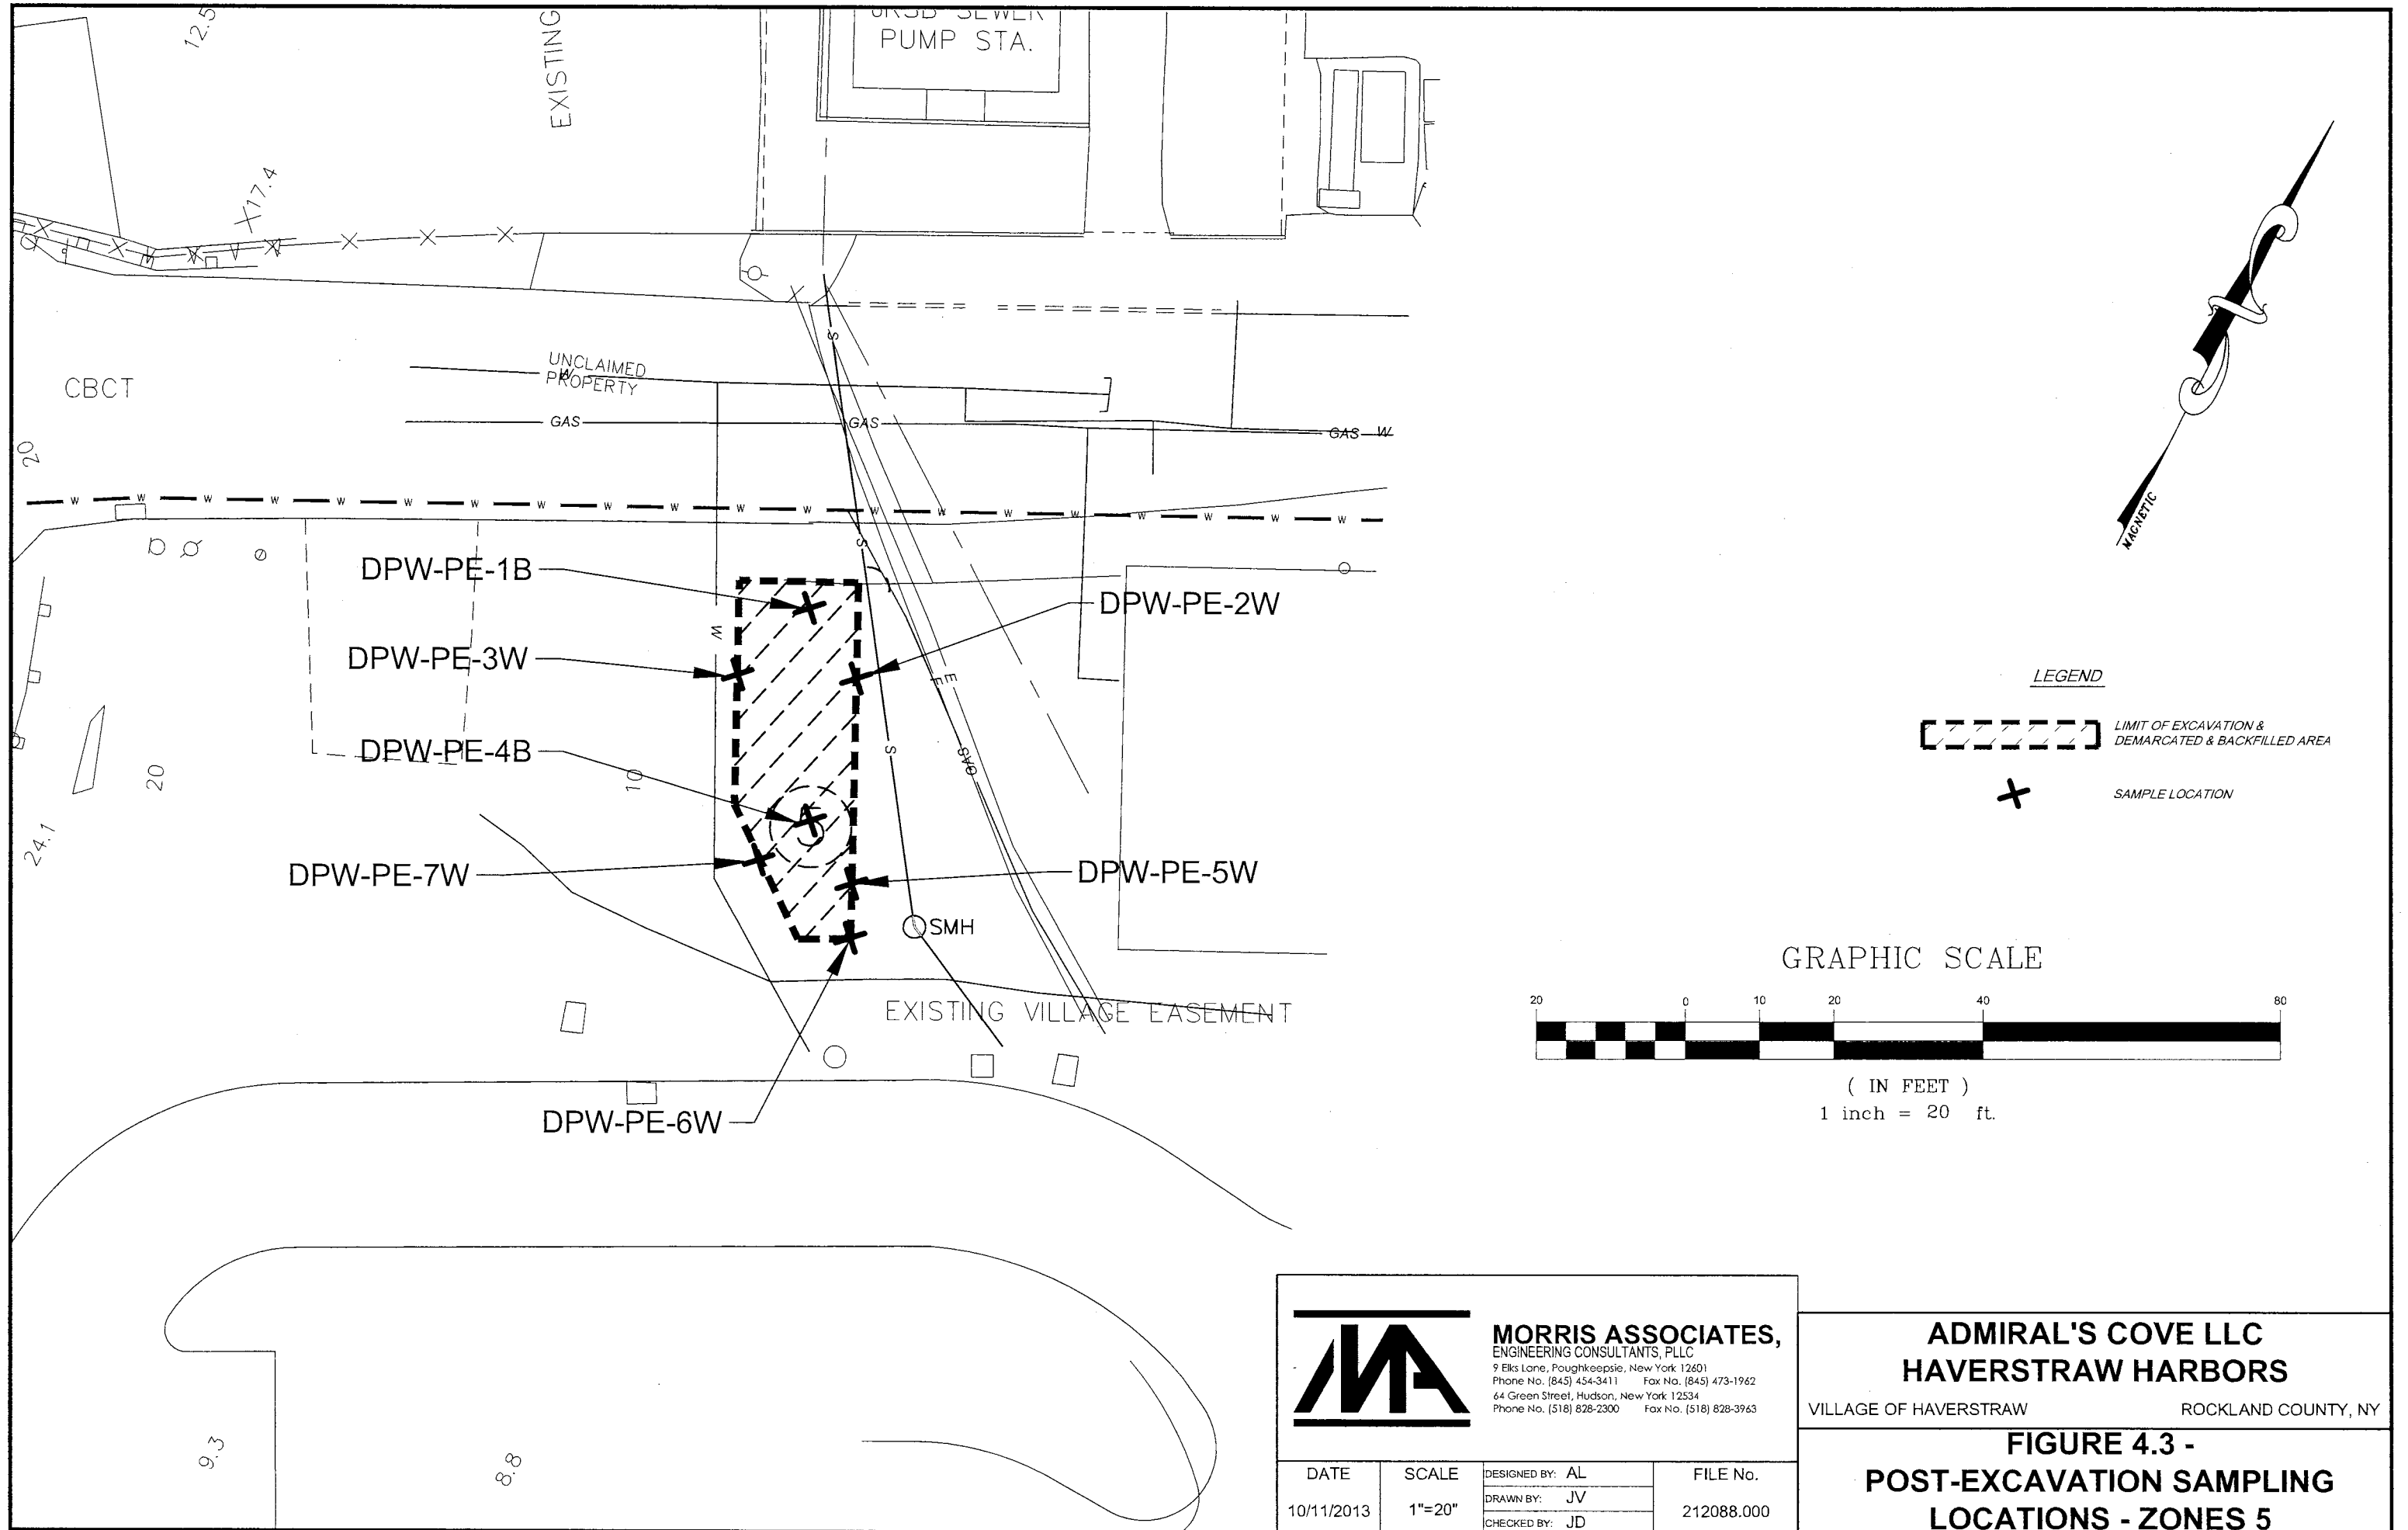 12.5
EXISTING
JRSB SEWER
PUMP STA.
X17.4
UNCLAIMED
PROPERTY
W
CBCT
GAS
GAS
GAS
W
20
S
W W W W W W W W W W W W W W W W W W W W
S
DPW-PE-1B
DPW-PE-2W
W
DPW-PE-3W
E
E
DPW-PE-4B
S
GAS
20
10
5
24.1
DPW-PE-7W
DPW-PE-5W
SMH
EXISTING VILLAGE EASEMENT
DPW-PE-6W
9.3
8.8
MAGNETIC
LEGEND
LIMIT OF EXCAVATION &
DEMARCATED & BACKFILLED AREA
SAMPLE LOCATION
GRAPHIC SCALE
20 0 10 20 40 80
( IN FEET )
1 inch = 20 ft.
MA
MORRIS ASSOCIATES,
ENGINEERING CONSULTANTS, PLLC
9 Elks Lane, Poughkeepsie, New York 12601
Phone No. (845) 454-3411 Fax No. (845) 473-1962
64 Green Street, Hudson, New York 12534
Phone No. (518) 828-2300 Fax No. (518) 828-3963
DATE
10/11/2013
SCALE
1"=20"
DESIGNED BY: AL
DRAWN BY: JV
CHECKED BY: JD
FILE No.
212088.000
ADMIRAL'S COVE LLC
HAVERSTRAW HARBORS
VILLAGE OF HAVERSTRAW ROCKLAND COUNTY, NY
FIGURE 4.3 -
POST-EXCAVATION SAMPLING
LOCATIONS - ZONES 5